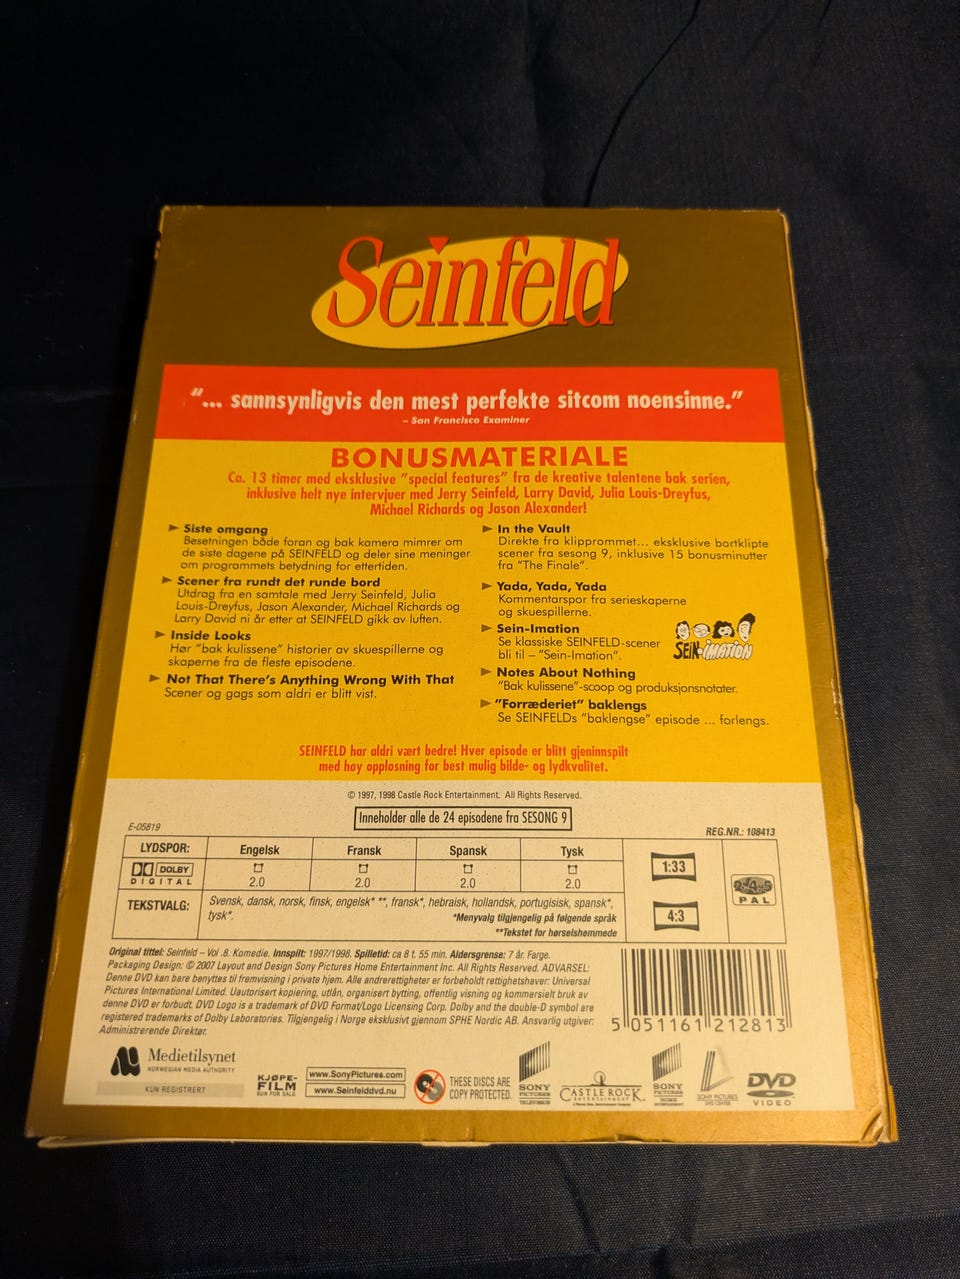 Seinfeld
"... sannsynligvis den mest perfekte sitcom noensinne."
– San Francisco Examiner
BONUSMATERIALE
Ca. 13 timer med eksklusive "special features" fra de kreative talentene bak serien,
inklusive helt nye intervjuer med Jerry Seinfeld, Larry David, Julia Louis-Dreyfus,
Michael Richards og Jason Alexander!
► Siste omgang
Besetningen både foran og bak kamera mimrer om
de siste dagene på SEINFELD og deler sine meninger
om programmets betydning for ettertiden.
► Scener fra rundt det runde bord
Utdrag fra en samtale med Jerry Seinfeld, Julia
Louis-Dreyfus, Jason Alexander, Michael Richards og
Larry David ni år etter at SEINFELD gikk av luften.
► Inside Looks
Hør "bak kulissene" historier av skuespillerne og
skaperne fra de fleste episodene.
► Not That There's Anything Wrong With That
Scener og gags som aldri er blitt vist.
► In the Vault
Direkte fra klipprommet... eksklusive bortklipte
scener fra sesong 9, inklusive 15 bonusminutter
fra "The Finale".
► Yada, Yada, Yada
Kommentarspor fra serieskaperne
og skuespillerne.
► Sein-Imation
Se klassiske SEINFELD-scener
bli til – "Sein-Imation".
SEIN-IMATION
► Notes About Nothing
"Bak kulissene"-scoop og produksjonsnotater.
► "Forræderiet" baklengs
Se SEINFELDs "baklengse" episode ... forlengs.
SEINFELD har aldri vært bedre! Hver episode er blitt gjeninnspilt
med høy oppløsning for best mulig bilde- og lydkvalitet.
© 1997, 1998 Castle Rock Entertainment. All Rights Reserved.
Inneholder alle de 24 episodene fra SESONG 9
E-05819
REG.NR.: 108413
LYDSPOR: Engelsk Fransk Spansk Tysk
DOLBY DIGITAL 2.0 2.0 2.0 2.0
TEKSTVALG: Svensk, dansk, norsk, finsk, engelsk* **, fransk*, hebraisk, hollandsk, portugisisk, spansk*,
tysk*.
*Menyvalg tilgjengelig på følgende språk
**Tekstet for hørselshemmede
1:33
4:3
PAL
Original tittel: Seinfeld – Vol .8. Komedie. Innspilt: 1997/1998. Spilletid: ca 8 t. 55 min. Aldersgrense: 7 år. Farge.
Packaging Design: © 2007 Layout and Design Sony Pictures Home Entertainment Inc. All Rights Reserved. ADVARSEL:
Denne DVD kan bare benyttes til fremvisning i private hjem. Alle andrerettigheter er forbeholdt rettighetshaver: Universal
Pictures International Limited. Uautorisert kopiering, utlån, organisert bytting, offentlig visning og kommersielt bruk av
denne DVD er forbudt. DVD Logo is a trademark of DVD Format/Logo Licensing Corp. Dolby and the double-D symbol are
registered trademarks of Dolby Laboratories. Tilgjengelig i Norge eksklusivt gjennom SPHE Nordic AB. Ansvarlig utgiver:
Administrerende Direktør.
5 051161 212813
Medietilsynet
NORWEGIAN MEDIA AUTHORITY
KUN REGISTRERT
KJØPE-
FILM
KUN FOR SALG
www.SonyPictures.com
www.Seinfelddvd.nu
THESE DISCS ARE
COPY PROTECTED.
SONY
PICTURES
TELEVISION
CASTLE ROCK
ENTERTAINMENT
SONY
PICTURES
HOME
ENTERTAINMENT
SONY PICTURES
DVD CENTER
DVD
VIDEO